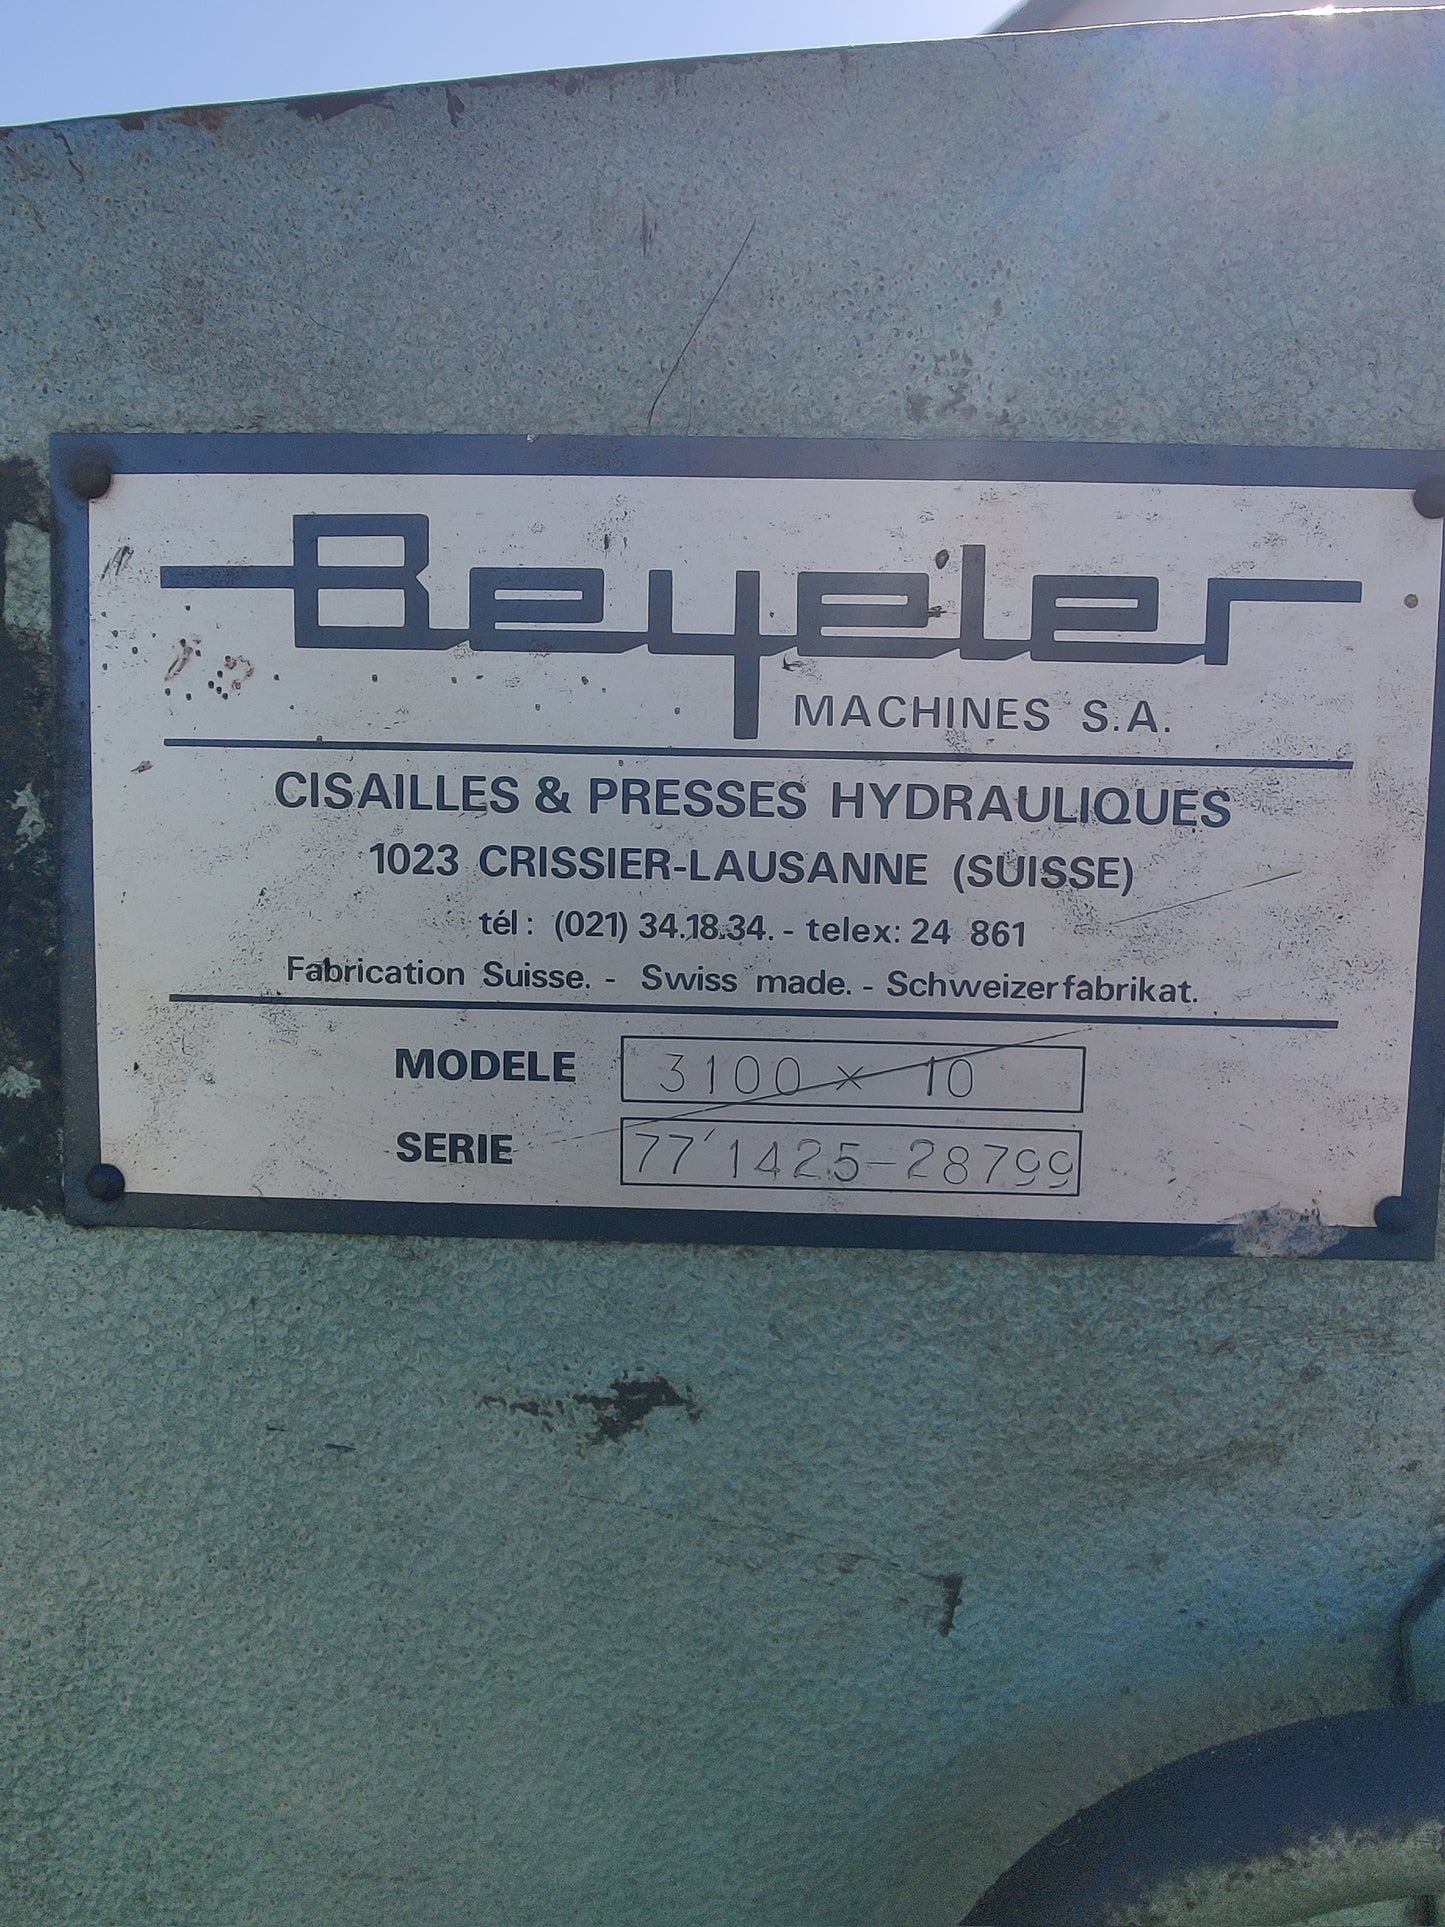 Beyeler
MACHINES S.A.
CISAILLES & PRESSES HYDRAULIQUES
1023 CRISSIER-LAUSANNE (SUISSE)
tél: (021) 34.18.34. - telex: 24 861
Fabrication Suisse. - Swiss made. - Schweizerfabrikat.
MODELE 3100 x 10
SERIE 77'1425-28799